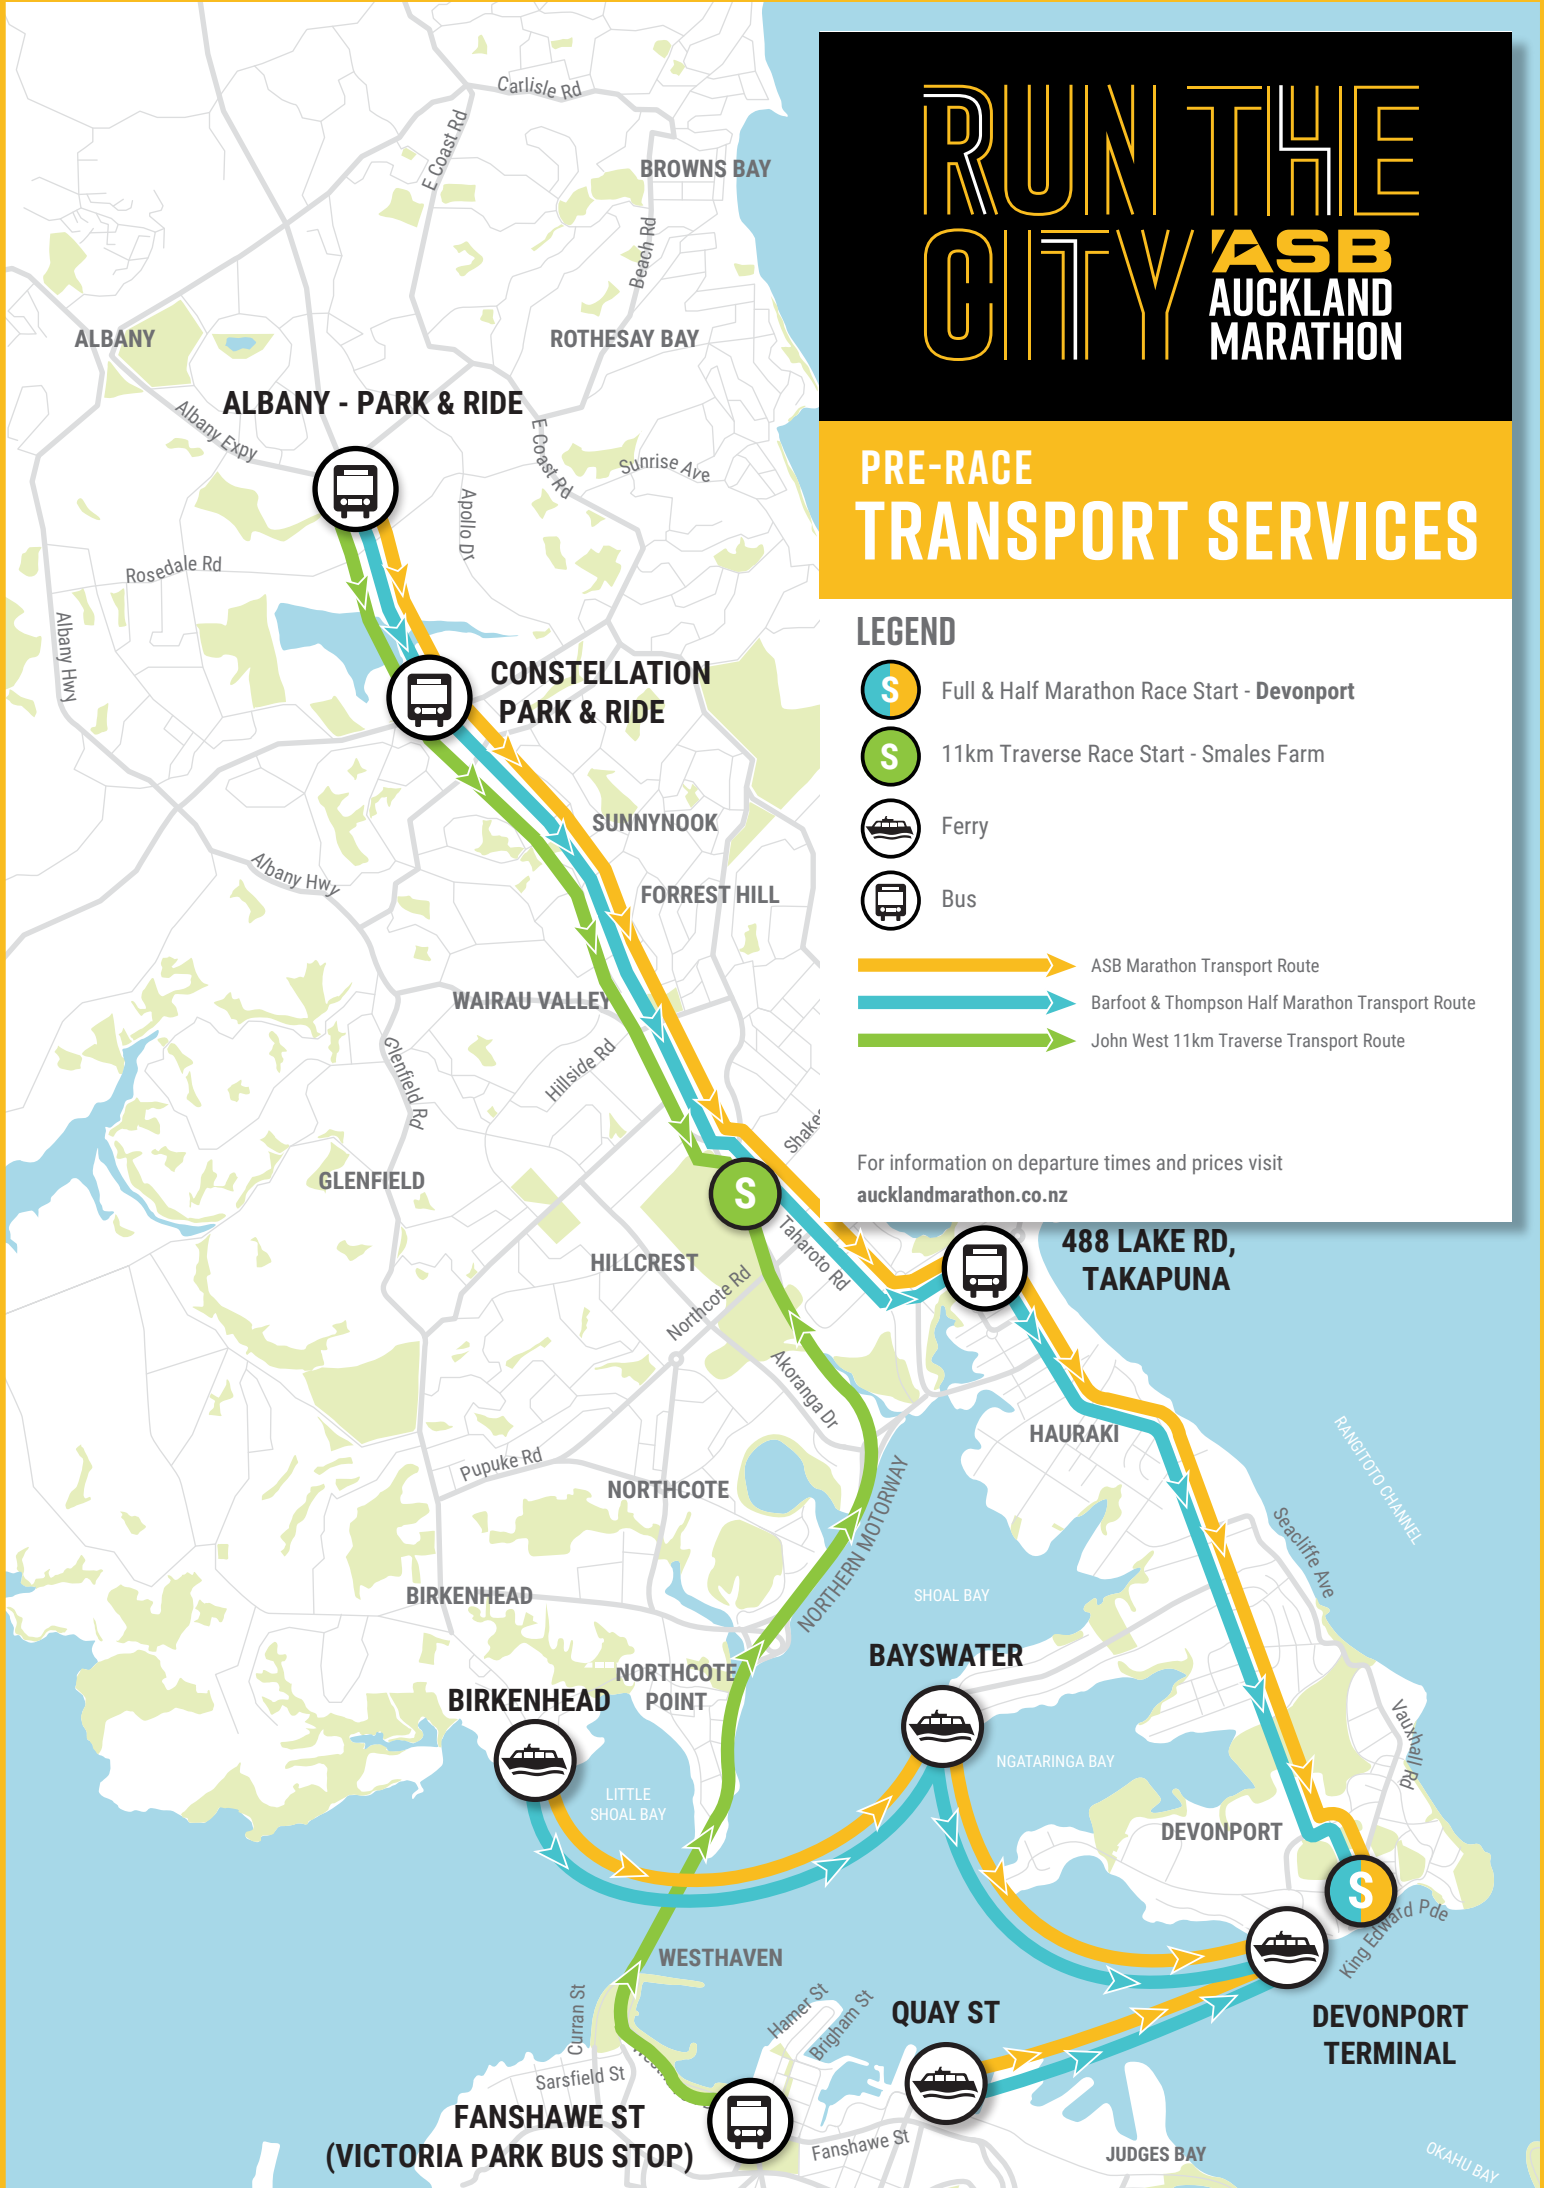 RUN THE
CITY ASB
AUCKLAND
MARATHON
PRE-RACE
TRANSPORT SERVICES
LEGEND
S Full & Half Marathon Race Start - Devonport
S 11km Traverse Race Start - Smales Farm
Ferry
Bus
ASB Marathon Transport Route
Barfoot & Thompson Half Marathon Transport Route
John West 11km Traverse Transport Route
For information on departure times and prices visit
aucklandmarathon.co.nz
Carlisle Rd
E Coast Rd
BROWNS BAY
Beach Rd
ALBANY
ROTHESAY BAY
ALBANY - PARK & RIDE
Albany Expy
E Coast Rd
Sunrise Ave
Apollo Dr
Rosedale Rd
Albany Hwy
CONSTELLATION
PARK & RIDE
SUNNYNOOK
Albany Hwy
FORREST HILL
WAIRAU VALLEY
Glenfield Rd
Hillside Rd
GLENFIELD
S
HILLCREST
Taharoto Rd
Northcote Rd
488 LAKE RD,
TAKAPUNA
Akoranga Dr
HAURAKI
RANGITOTO CHANNEL
Pupuke Rd
NORTHCOTE
NORTHERN MOTORWAY
Seacliffe Ave
BIRKENHEAD
SHOAL BAY
BAYSWATER
NORTHCOTE
POINT
BIRKENHEAD
Vauxhall Rd
NGATARINGA BAY
LITTLE
SHOAL BAY
DEVONPORT
S
King Edward Pde
WESTHAVEN
Curran St
Hamer St
Brigham St
QUAY ST
DEVONPORT
TERMINAL
Sarsfield St
FANSHAWE ST
(VICTORIA PARK BUS STOP)
Fanshawe St
JUDGES BAY
OKAHU BAY